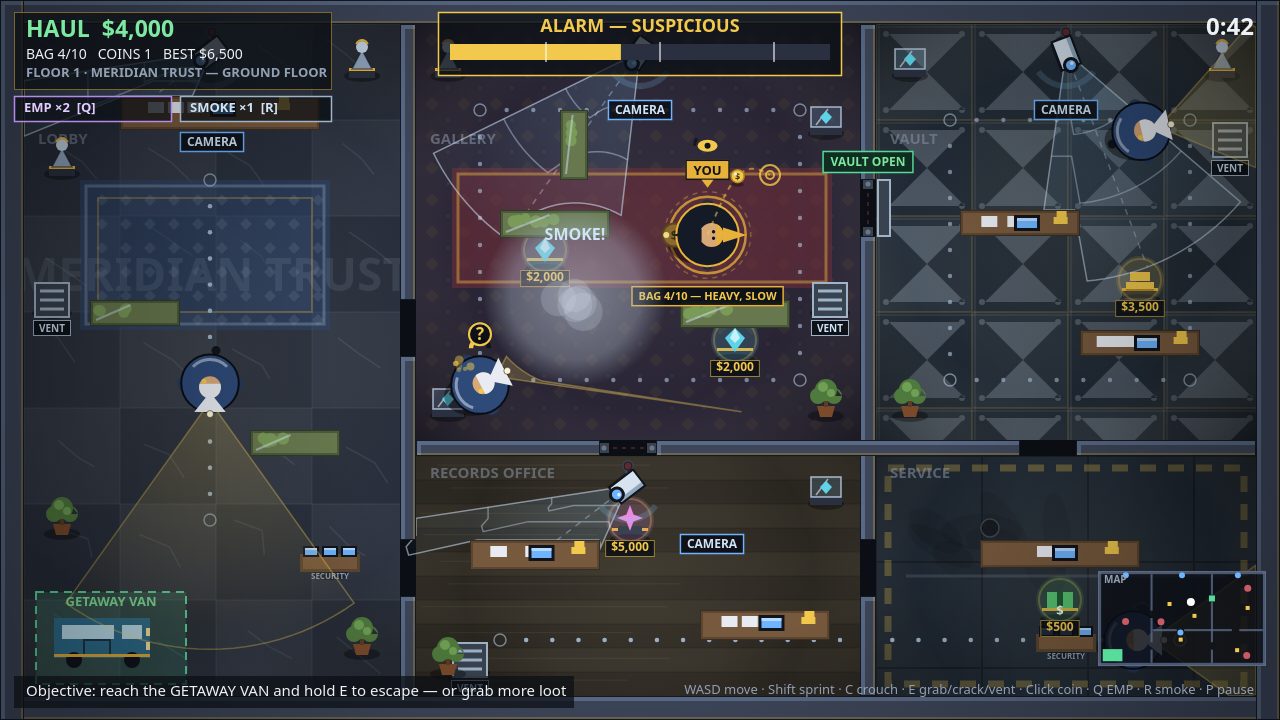 HAUL $4,000
BAG 4/10 COINS 1 BEST $6,500
FLOOR 1 · MERIDIAN TRUST — GROUND FLOOR
EMP ×2 [Q]
SMOKE ×1 [R]
ALARM — SUSPICIOUS
0:42
LOBBY
CAMERA
GALLERY
CAMERA
VAULT
CAMERA
VAULT OPEN
VENT
YOU
$
SMOKE!
$2,000
BAG 4/10 — HEAVY, SLOW
MERIDIAN TRUST
VENT
VENT
$3,500
?
$2,000
RECORDS OFFICE
SERVICE
$5,000
CAMERA
SECURITY
GETAWAY VAN
MAP
$
$500
SECURITY
Objective: reach the GETAWAY VAN and hold E to escape — or grab more loot
WASD move · Shift sprint · C crouch · E grab/crack/vent · Click coin · Q EMP · R smoke · P pause